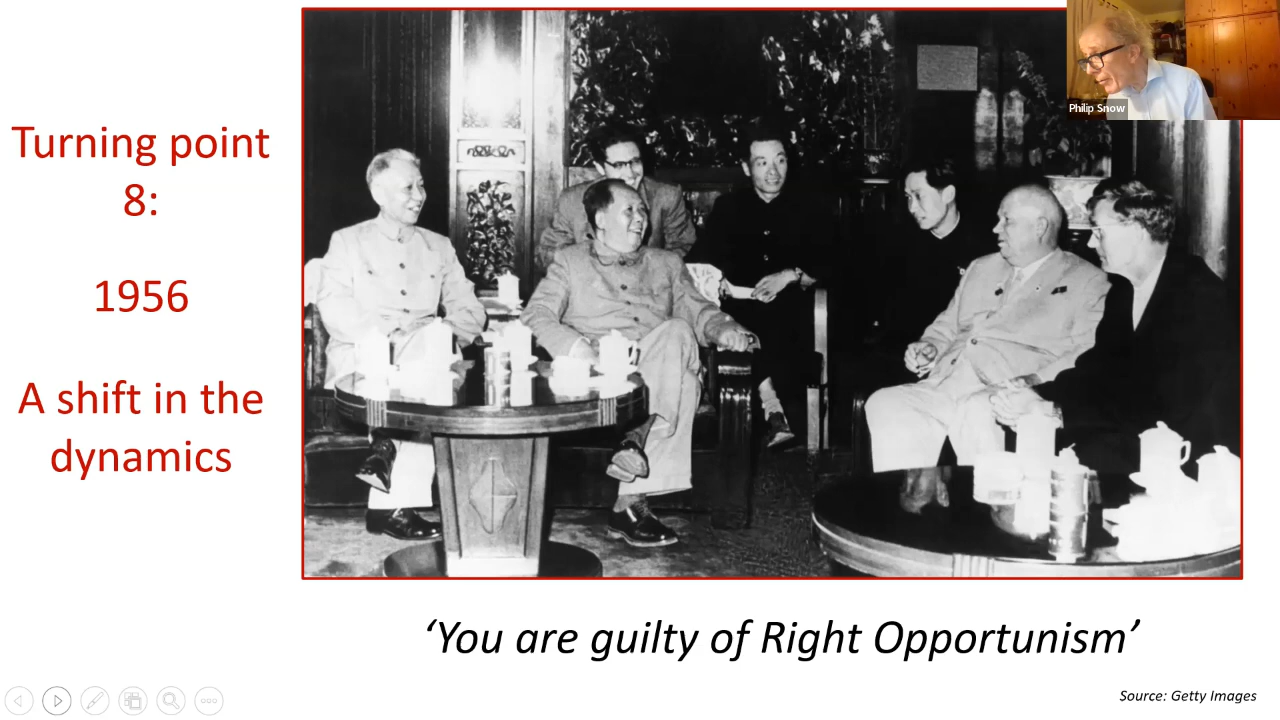 Turning point
8:
1956
A shift in the
dynamics
Philip Snow
‘You are guilty of Right Opportunism’
Source: Getty Images